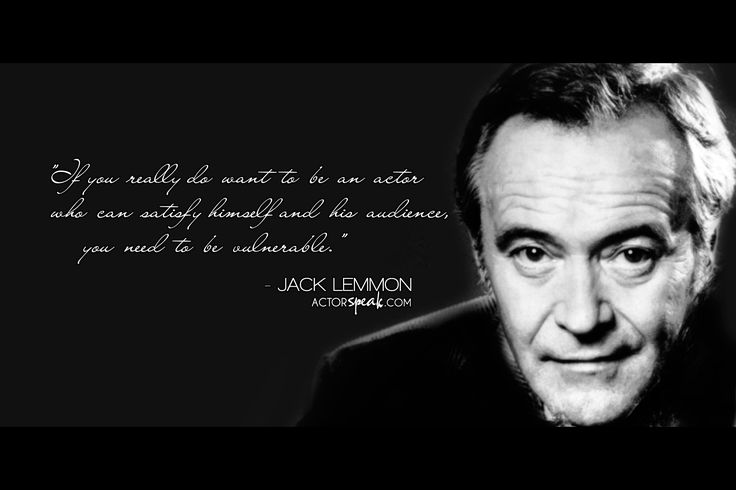 "If you really do want to be an actor
who can satisfy himself and his audience,
you need to be vulnerable."
- JACK LEMMON
ACTORspeak.COM